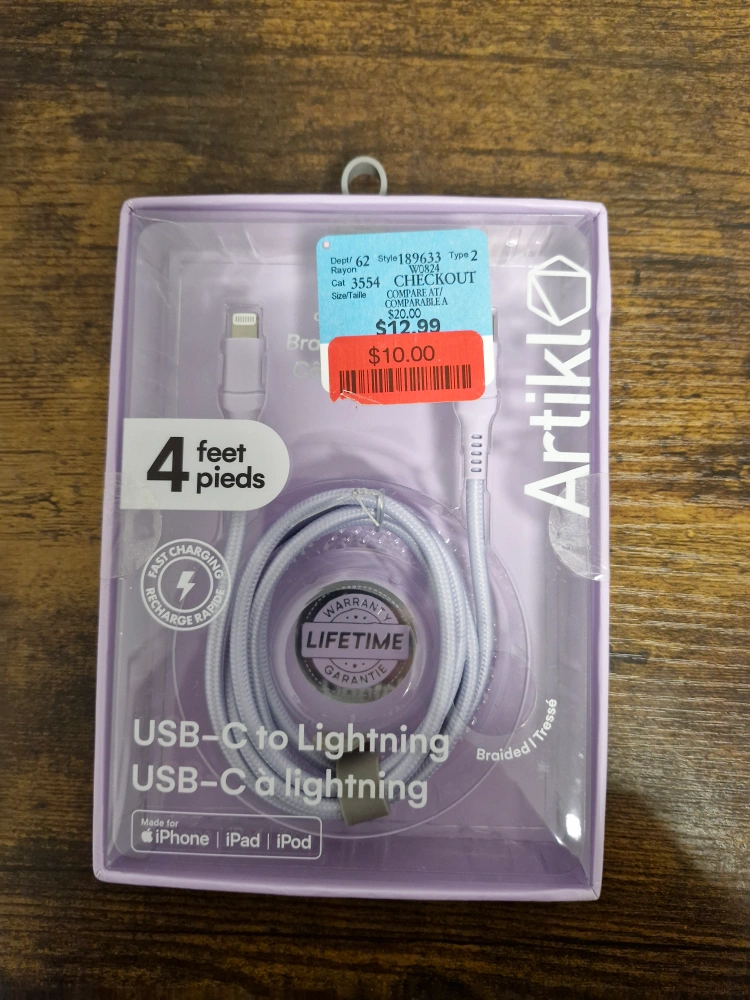 Dept/ 62 Style 189633 Type 2
Rayon W0824
Cat 3554 CHECKOUT
Size/Taille COMPARE AT/
COMPARABLE A
$20.00
$12.99
$10.00
Artikl
4 feet
pieds
FAST CHARGING
RECHARGE RAPIDE
WARRANTY
LIFETIME
GARANTIE
USB-C to Lightning
USB-C à lightning
Braided | Tressé
Made for
iPhone | iPad | iPod